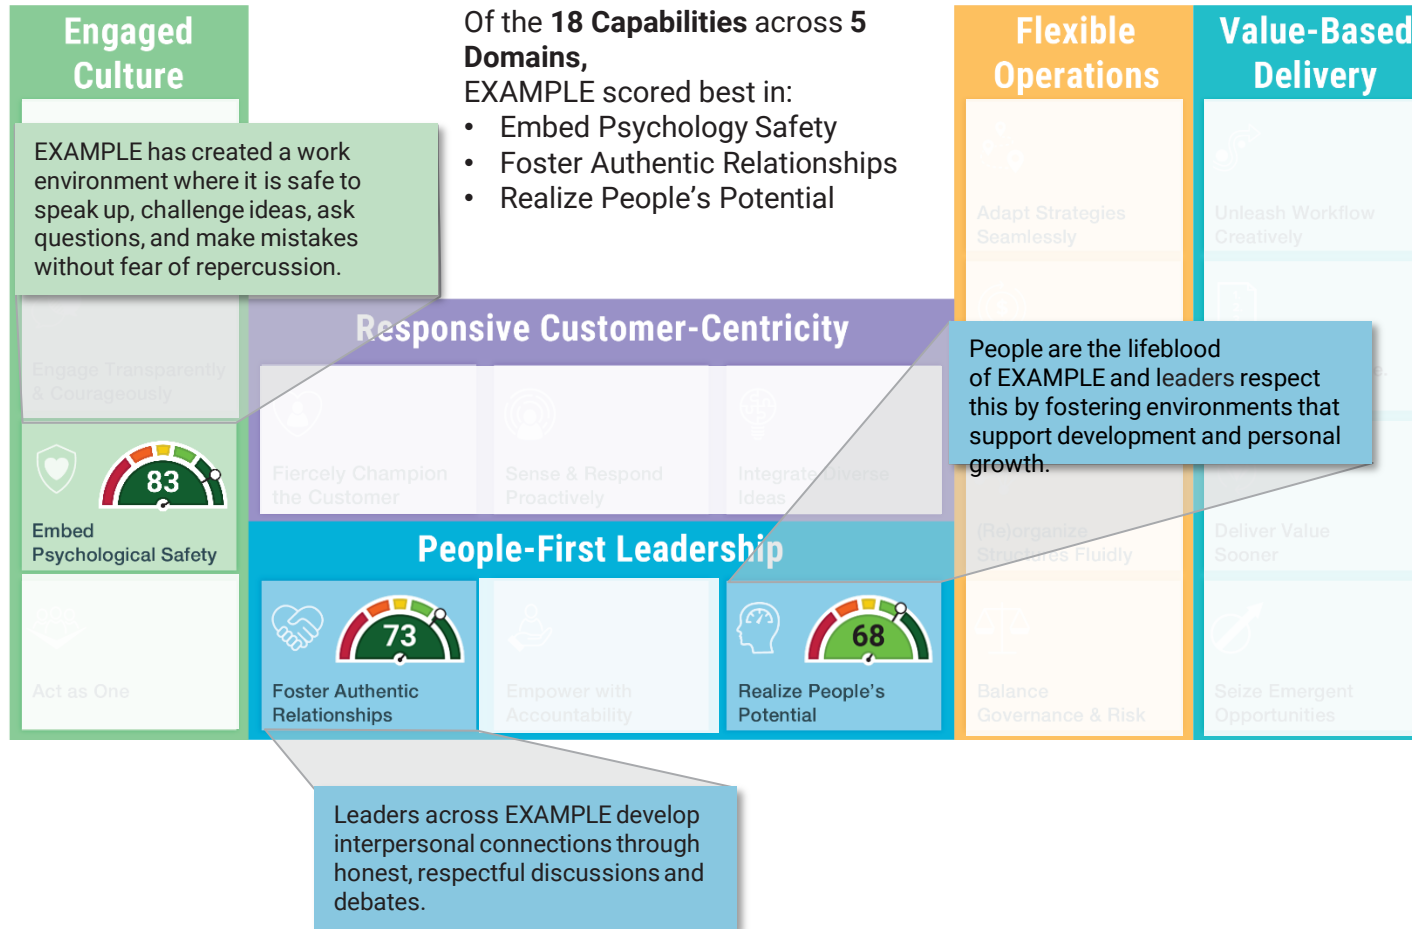 Engaged
Culture
Of the 18 Capabilities across 5
Domains,
EXAMPLE scored best in:
• Embed Psychology Safety
• Foster Authentic Relationships
• Realize People's Potential
Flexible
Operations
Value-Based
Delivery
EXAMPLE has created a work
environment where it is safe to
speak up, challenge ideas, ask
questions, and make mistakes
without fear of repercussion.
Adapt Strategies
Seamlessly
Unleash Workflow
Creatively
Engage Transparently
& Courageously
Responsive Customer-Centricity
Fiercely Champion
the Customer
Sense & Respond
Proactively
Integrate Diverse
Ideas
People are the lifeblood
of EXAMPLE and leaders respect
this by fostering environments that
support development and personal
growth.
83
Embed
Psychological Safety
(Re)organize
Structures Fluidly
Deliver Value
Sooner
People-First Leadership
Act as One
73
Foster Authentic
Relationships
Empower with
Accountability
68
Realize People's
Potential
Balance
Governance & Risk
Seize Emergent
Opportunities
Leaders across EXAMPLE develop
interpersonal connections through
honest, respectful discussions and
debates.